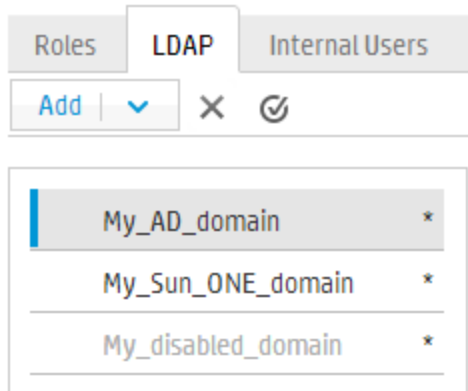 Roles LDAP Internal Users
Add
My_AD_domain *
My_Sun_ONE_domain *
My_disabled_domain *